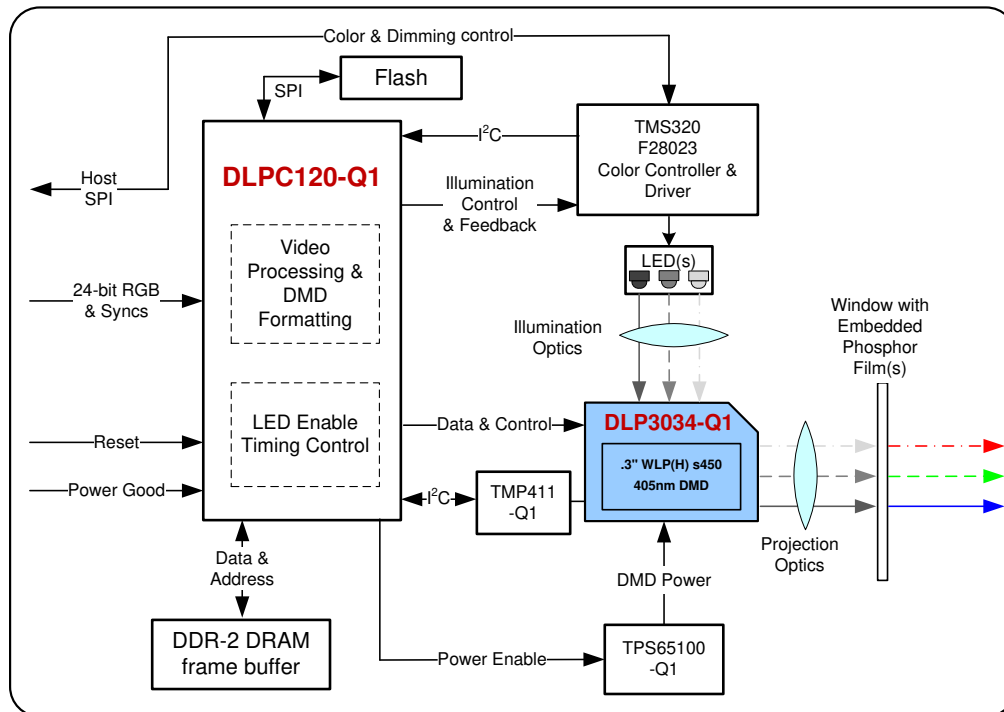 Color & Dimming control
Flash
SPI
TMS320
F28023
Color Controller &
Driver
I²C
DLPC120-Q1
Host
SPI
Illumination
Control
& Feedback
Video
Processing &
DMD
Formatting
LED(s)
24-bit RGB
& Syncs
Illumination
Optics
Window with
Embedded
Phosphor
Film(s)
LED Enable
Timing Control
Data & Control
DLP3034-Q1
.3" WLP(H) s450
405nm DMD
Reset
Power Good
I²C
TMP411
-Q1
Projection
Optics
Data &
Address
DMD Power
DDR-2 DRAM
frame buffer
Power Enable
TPS65100
-Q1